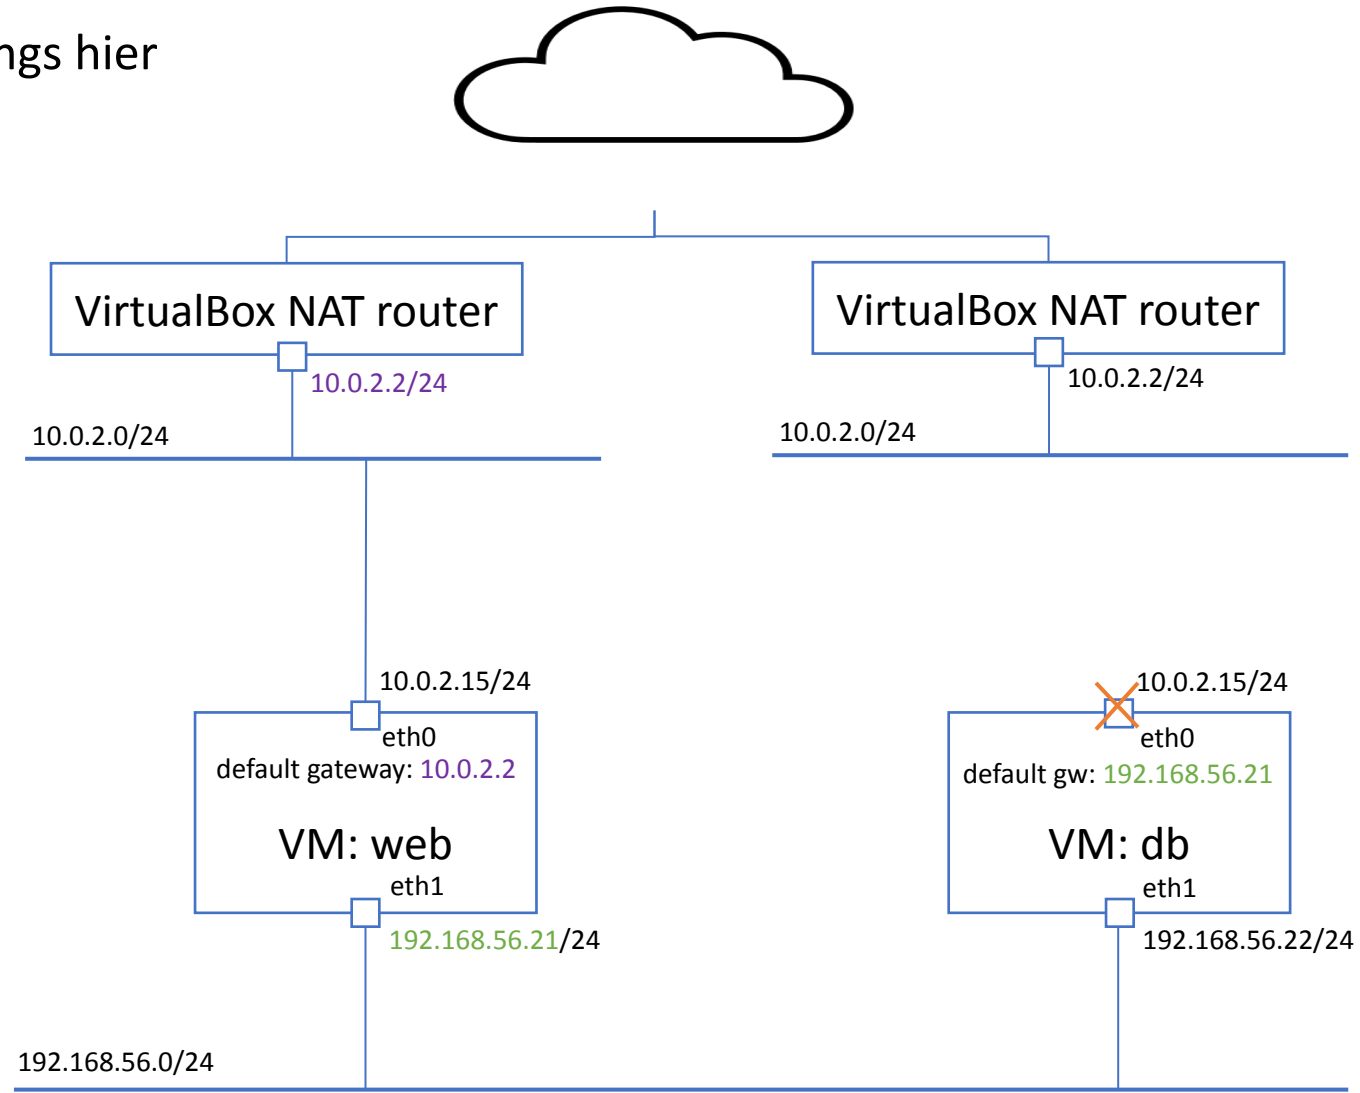 ngs hier
VirtualBox NAT router
VirtualBox NAT router
10.0.2.2/24
10.0.2.2/24
10.0.2.0/24
10.0.2.0/24
10.0.2.15/24
10.0.2.15/24
eth0
eth0
default gateway: 10.0.2.2
default gw: 192.168.56.21
VM: web
VM: db
eth1
eth1
192.168.56.21/24
192.168.56.22/24
192.168.56.0/24